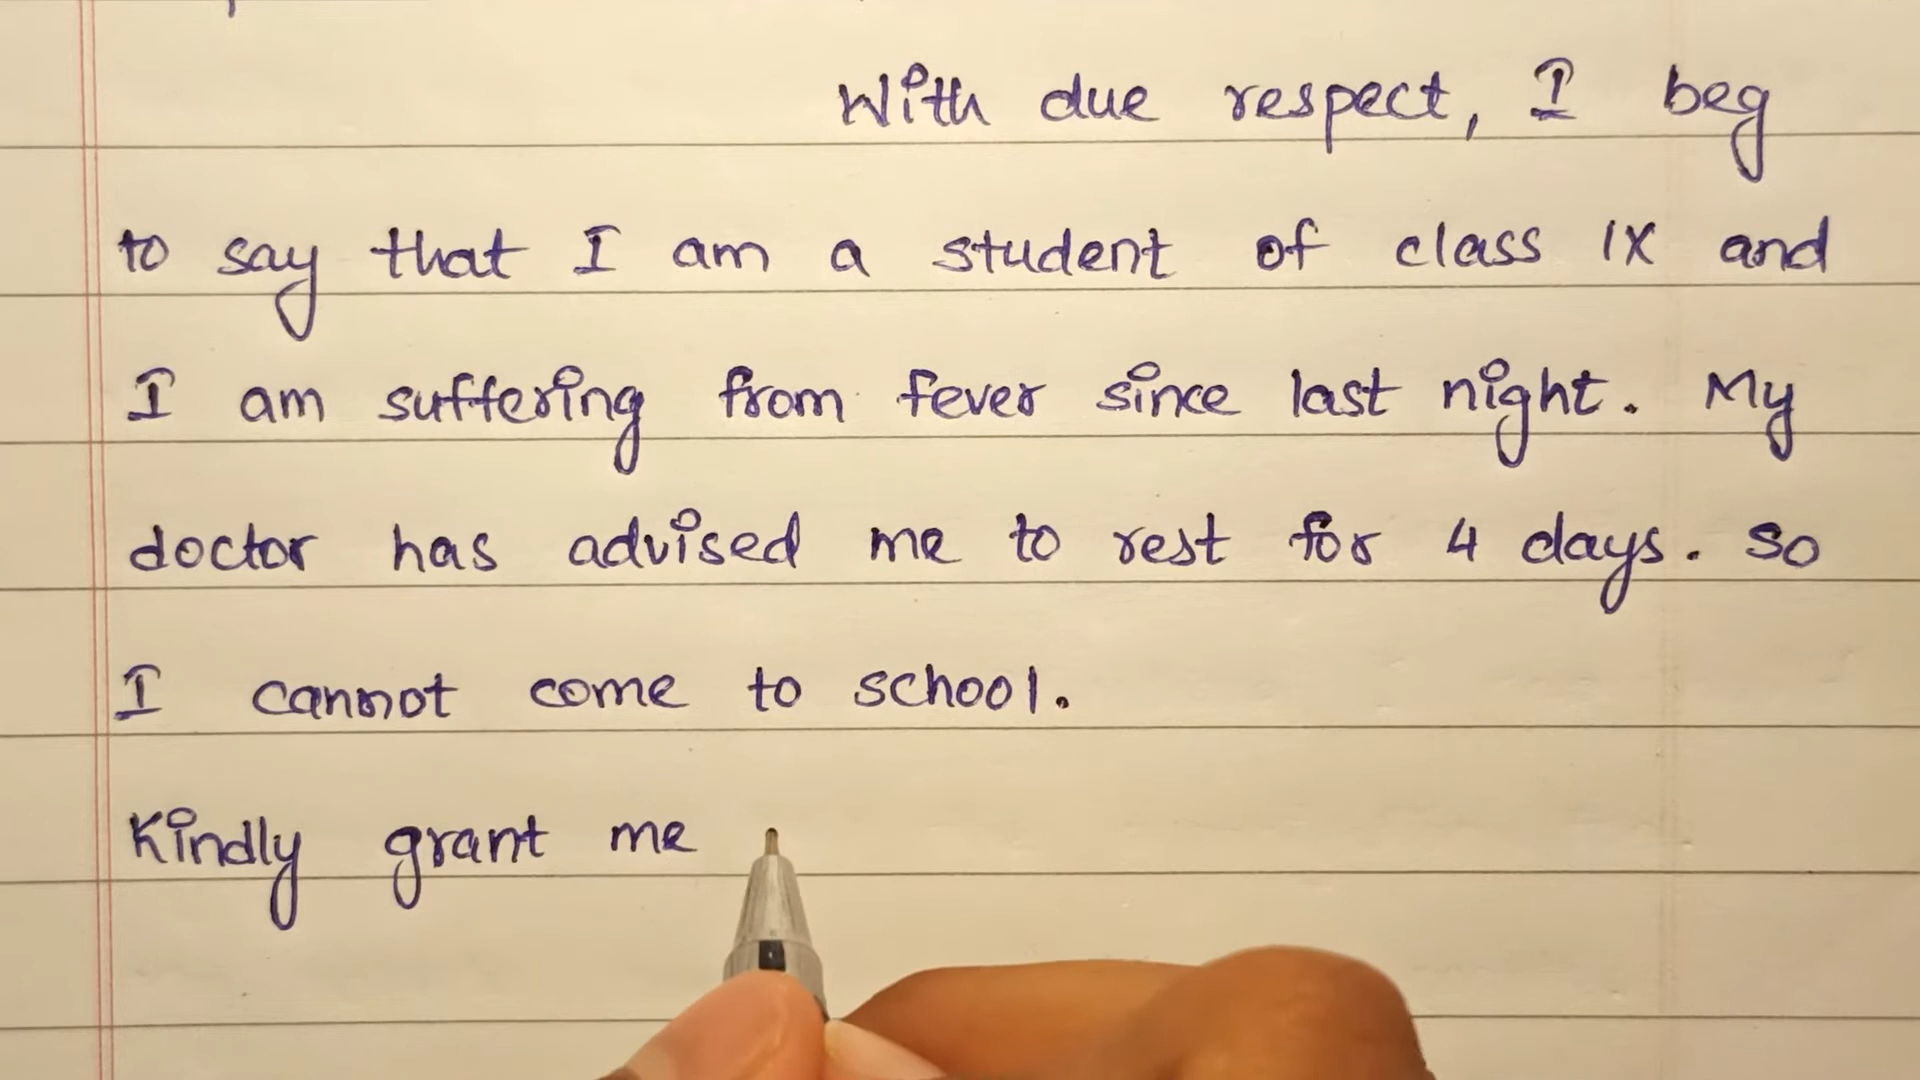 With due respect, I beg
to say that I am a student of class IX and
I am suffering from fever since last night. My
doctor has advised me to rest for 4 days. So
I cannot come to school.
Kindly grant me